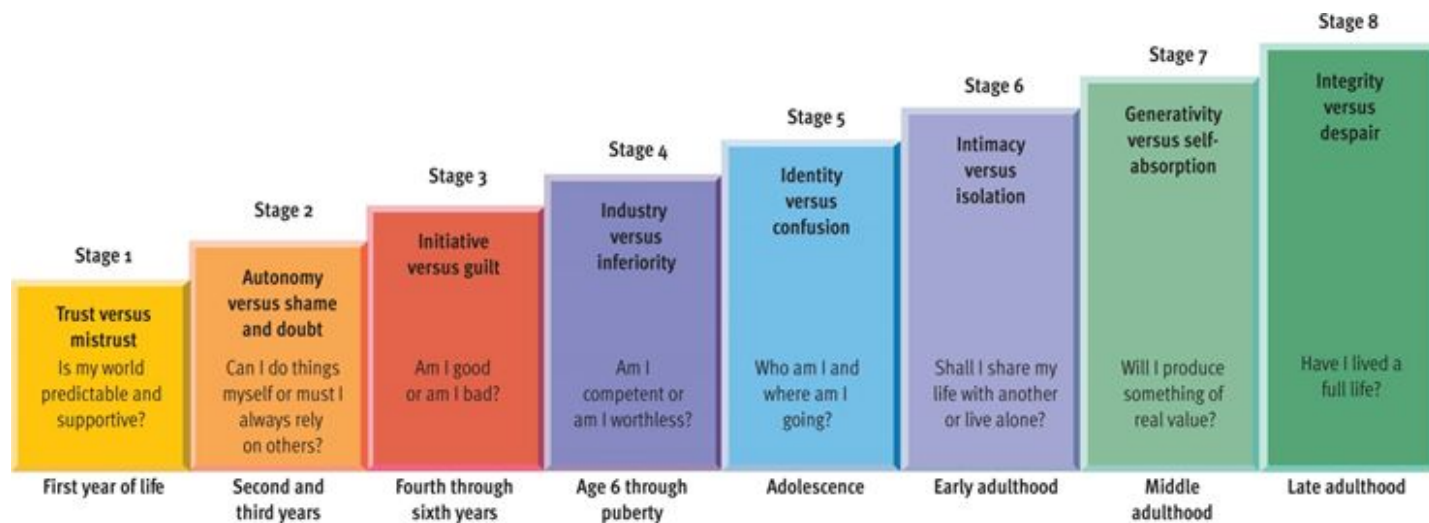 Stage 1
Trust versus
mistrust
Is my world
predictable and
supportive?
First year of life
Stage 2
Autonomy
versus shame
and doubt
Can I do things
myself or must I
always rely
on others?
Second and
third years
Stage 3
Initiative
versus guilt
Am I good
or am I bad?
Fourth through
sixth years
Stage 4
Industry
versus
inferiority
Am I
competent or
am I worthless?
Age 6 through
puberty
Stage 5
Identity
versus
confusion
Who am I and
where am I
going?
Adolescence
Stage 6
Intimacy
versus
isolation
Shall I share my
life with another
or live alone?
Early adulthood
Stage 7
Generativity
versus self-
absorption
Will I produce
something of
real value?
Middle
adulthood
Stage 8
Integrity
versus
despair
Have I lived a
full life?
Late adulthood